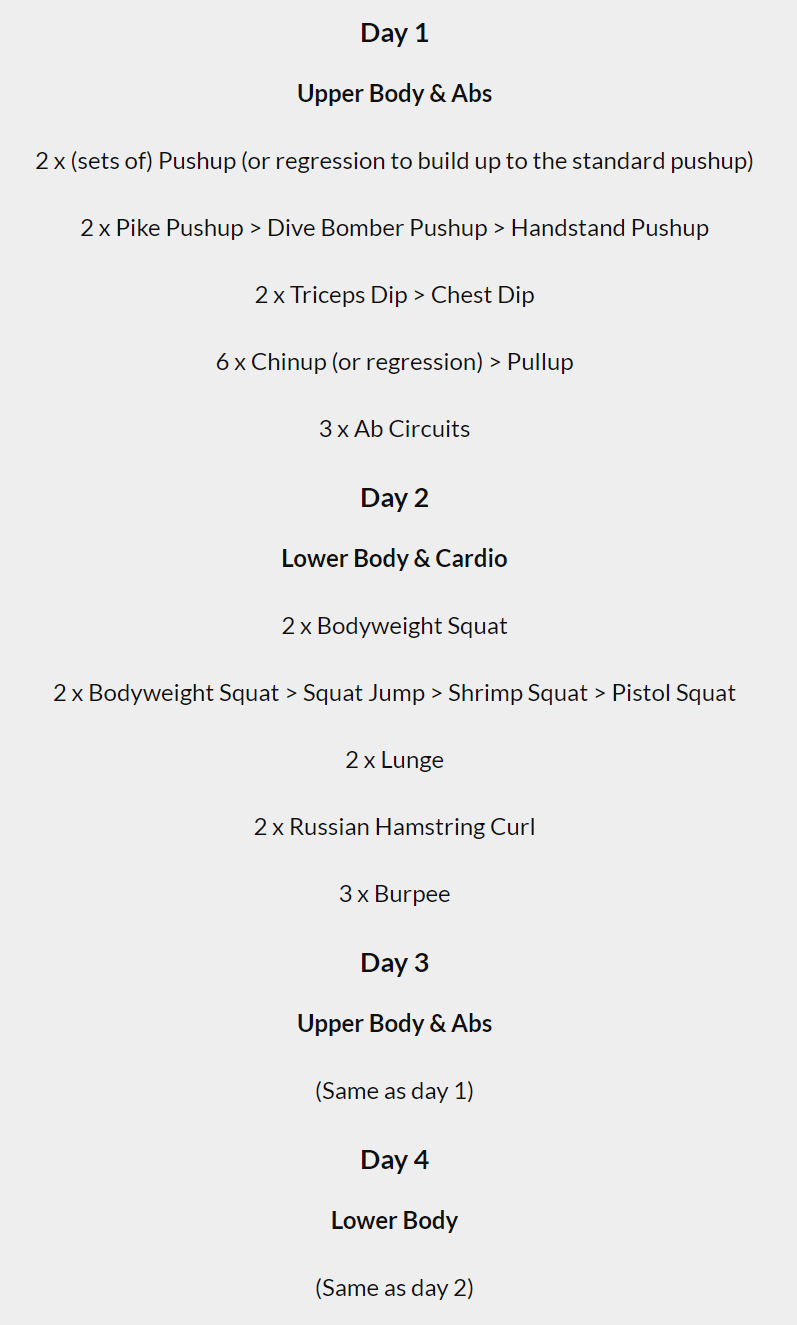 Day 1
Upper Body & Abs
2 x (sets of) Pushup (or regression to build up to the standard pushup)
2 x Pike Pushup > Dive Bomber Pushup > Handstand Pushup
2 x Triceps Dip > Chest Dip
6 x Chinup (or regression) > Pullup
3 x Ab Circuits
Day 2
Lower Body & Cardio
2 x Bodyweight Squat
2 x Bodyweight Squat > Squat Jump > Shrimp Squat > Pistol Squat
2 x Lunge
2 x Russian Hamstring Curl
3 x Burpee
Day 3
Upper Body & Abs
(Same as day 1)
Day 4
Lower Body
(Same as day 2)